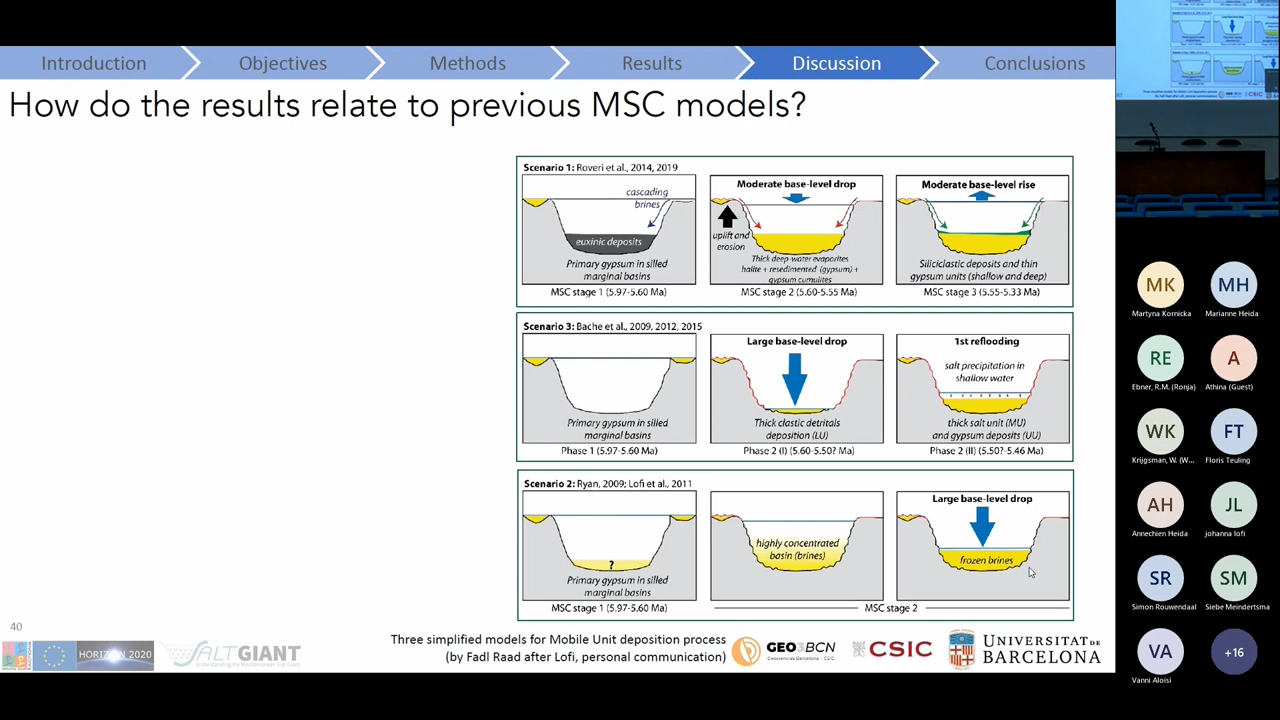 Introduction
Objectives
Methods
Results
Discussion
Conclusions
How do the results relate to previous MSC models?
Scenario 1: Roveri et al., 2014, 2019
cascading
brines
euxinic deposits
Primary gypsum in silled
marginal basins
MSC stage 1 (5.97-5.60 Ma)
Moderate base-level drop
uplift and
erosion
Thick deep-water evaporites
halite + resedimented (gypsum) +
gypsum cumulites
MSC stage 2 (5.60-5.55 Ma)
Moderate base-level rise
Siliciclastic deposits and thin
gypsum units (shallow and deep)
MSC stage 3 (5.55-5.33 Ma)
Scenario 3: Bache et al., 2009, 2012, 2015
Primary gypsum in silled
marginal basins
Phase 1 (5.97-5.60 Ma)
Large base-level drop
Thick clastic detritals
deposition (LU)
Phase 2 (I) (5.60-5.50? Ma)
1st reflooding
salt precipitation in
shallow water
thick salt unit (MU)
and gypsum deposits (UU)
Phase 2 (II) (5.50?-5.46 Ma)
Scenario 2: Ryan, 2009; Lofi et al., 2011
?
Primary gypsum in silled
marginal basins
MSC stage 1 (5.97-5.60 Ma)
highly concentrated
basin (brines)
Large base-level drop
frozen brines
MSC stage 2
40
HORIZON 2020
SALTGIANT
Understanding the Mediterranean Salt Giant
Three simplified models for Mobile Unit deposition process
(by Fadl Raad after Lofi, personal communication)
GEO3BCN
Geociencias Barcelona - CSIC
CSIC
UNIVERSITAT DE
BARCELONA
MK
Martyna Kornicka
MH
Marianne Heida
RE
Ebner, R.M. (Ronja)
A
Athina (Guest)
WK
Krijgsman, W. (W...
FT
Floris Teuling
AH
Annechien Heida
JL
johanna lofi
SR
Simon Rouwendaal
SM
Siebe Meindertsma
VA
Vanni Aloisi
+16